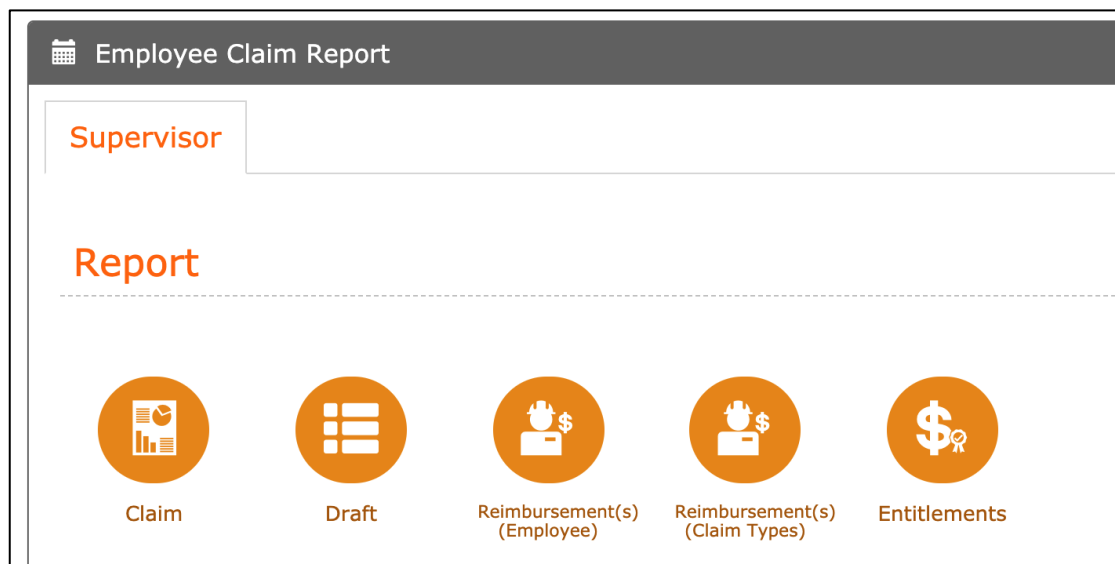 Employee Claim Report
Supervisor
Report
Claim
Draft
Reimbursement(s)
(Employee)
Reimbursement(s)
(Claim Types)
Entitlements